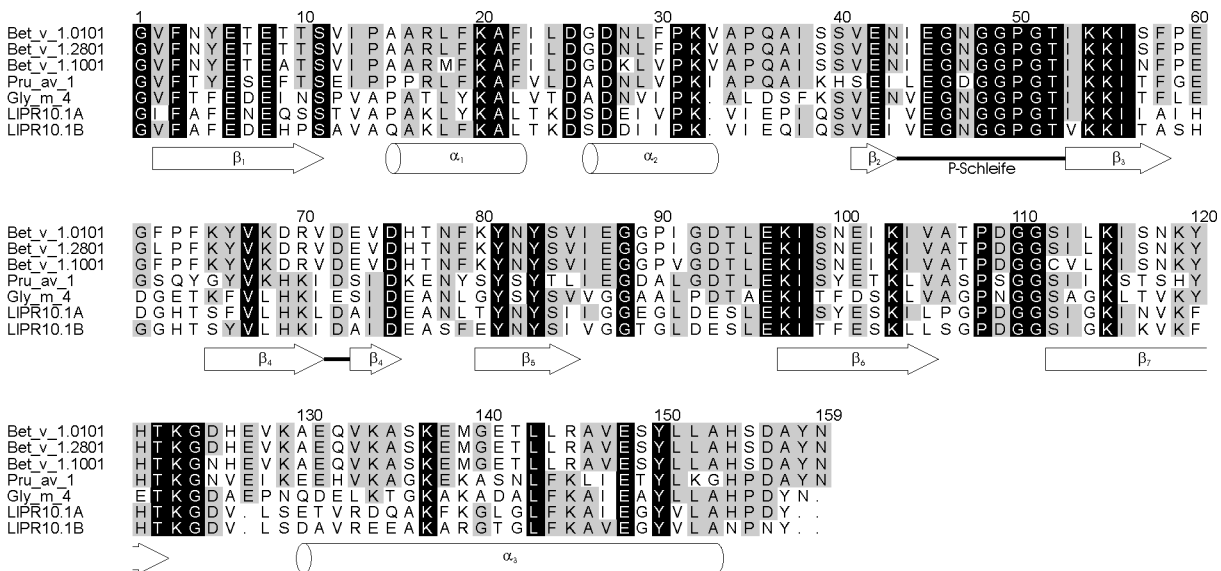 1 10 20 30 40 50 60
Bet_v_1.0101 GVFNYETETTSVIPAARLFKAFILDGDNLFPKVAPQAISSVENIEGNGGPGTIKKISFPE
Bet_v_1.2801 GVFNYETETTSVIPAARLFKAFILDGDNLFPKVAPQAISSVENIEGNGGPGTIKKISFPE
Bet_v_1.1001 GVFNYETEATSVIPAARMFKAFILDGDKLVPKVAPQAISSVENIEGNGGPGTIKKINFPE
Pru_av_1 GVFTYESEFTSEIPPPRLFKAFVLDADNLVPKIAPQAIKHSEILEGDGGPGTIKKITFGE
Gly_m_4 GVFTFEDEINSPVAPATLYKALVTDADNVIPK.ALDSFKSVENVEGNGGPGTIKKITFLE
LlPR10.1A GIFAFENEQSSTVAPAKLYKALTKDSDEIVPK.VIEPIQSVEIVEGNGGPGTIKKI
LlPR10.1B GVFAFEDEHPSAVAQAKLFKALTKDSDDIIPK.VIEQIQSVEIVEGNGGPGTVKKITASH
β1 α1 α2 β2 P-Schleife β3
70 80 90 100 110 120
Bet_v_1.0101 GFPFKYVKDRVDEVDHTNFKYNYSVIEGGPIGDTLEKISNEIKIVATPDGGSILKISNKY
Bet_v_1.2801 GLPFKYVKDRVDEVDHTNFKYNYSVIEGGPIGDTLEKISNEIKIVATPDGGSILKISNKY
Bet_v_1.1001 GFPFKYVKDRVDEVDHTNFKYNYSVIEGGPVGDTLEKISNEIKIVATPDGGCVLKISNKY
Pru_av_1 GSQYGYVKHKIDSIDKENYSYSYTLIEGDALGDTLEKISYETKLVASPSGGSIIKSTSHY
Gly_m_4 DGETKFVLHKIESIDEANLGYSYSVVGGAALPDTAEKITFDSKLVAGPNGGSAGKLTVKY
LlPR10.1A DGHTSFVLHKLDAIDEANLTYNYSIIGGEGLDESLEKISYESKILPGPDGGSIGKINVKF
LlPR10.1B GGHTSYVLHKIDAIDEASFEYNYSIVGGTGLDESLEKITFESKLLSGPDGGSIGKIKVKF
β4 β4 β5 β6 β7
130 140 150 159
Bet_v_1.0101 HTKGDHEVKAEQVKASKEMGETLLRAVESYLLAHSDAYN
Bet_v_1.2801 HTKGDHEVKAEQVKASKEMGETLLRAVESYLLAHSDAYN
Bet_v_1.1001 HTKGNHEVKAEQVKASKEMGETLLRAVESYLLAHSDAYN
Pru_av_1 HTKGNVEIKEEHVKAGKEKASNLFKLIETYLKGHPDAYN
Gly_m_4 ETKGDAEPNQDELKTGKAKADALFKAIEAYLLAHPDYN.
LlPR10.1A HTKGDV.LSETVRDQAKFKGLGLFKAIEGYVLAHPDY..
LlPR10.1B HTKGDV.LSDAVREEAKARGTGLFKAVEGYVLANPNY..
α3